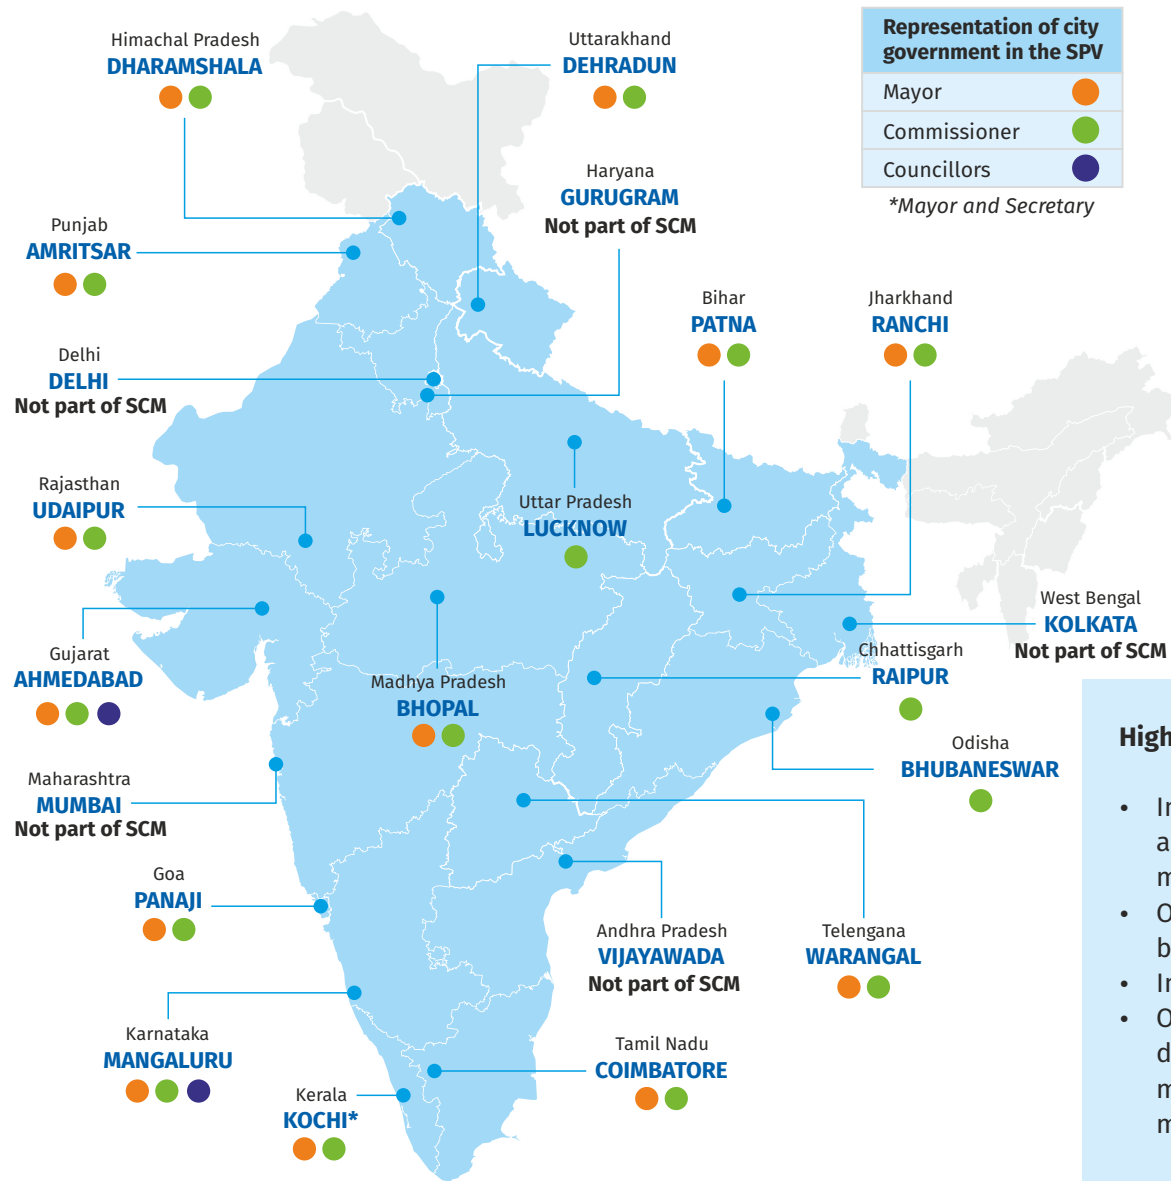 Himachal Pradesh
DHARAMSHALA
Uttarakhand
DEHRADUN
Representation of city
government in the SPV
Mayor
Commissioner
Councillors
*Mayor and Secretary
Haryana
GURUGRAM
Not part of SCM
Punjab
AMRITSAR
Bihar
PATNA
Jharkhand
RANCHI
Delhi
DELHI
Not part of SCM
Rajasthan
UDAIPUR
Uttar Pradesh
LUCKNOW
West Bengal
KOLKATA
Not part of SCM
Gujarat
AHMEDABAD
Madhya Pradesh
BHOPAL
Chhattisgarh
RAIPUR
Odisha
BHUBANESWAR
Maharashtra
MUMBAI
Not part of SCM
Goa
PANAJI
Andhra Pradesh
VIJAYAWADA
Not part of SCM
Telengana
WARANGAL
Karnataka
MANGALURU
Tamil Nadu
COIMBATORE
Kerala
KOCHI*
High
•
•
•
•